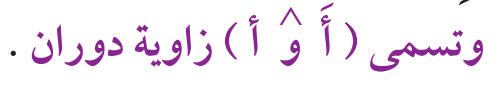 وتسمى ( أَ و^ أ ) زاوية دوران .